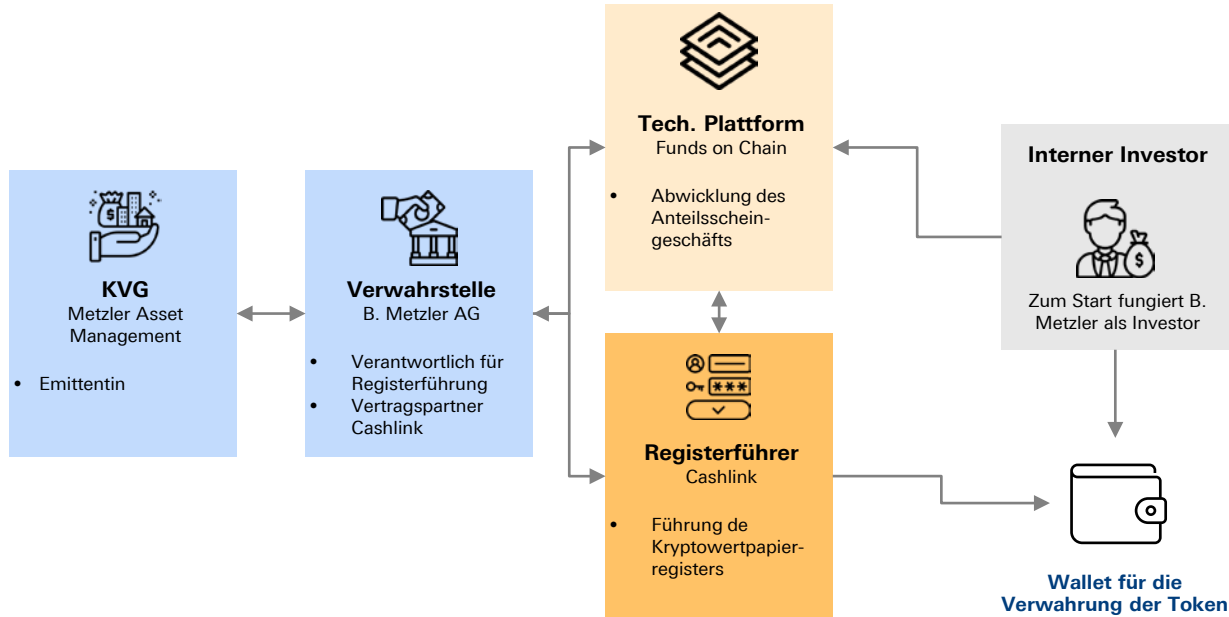 KVG
Metzler Asset
Management
• Emittentin
Verwahrstelle
B. Metzler AG
• Verantwortlich für
Registerführung
• Vertragspartner
Cashlink
Tech. Plattform
Funds on Chain
• Abwicklung des
Anteilsschein-
geschäfts
Registerführer
Cashlink
• Führung de
Kryptowertpapier-
registers
Interner Investor
Zum Start fungiert B.
Metzler als Investor
Wallet für die
Verwahrung der Token